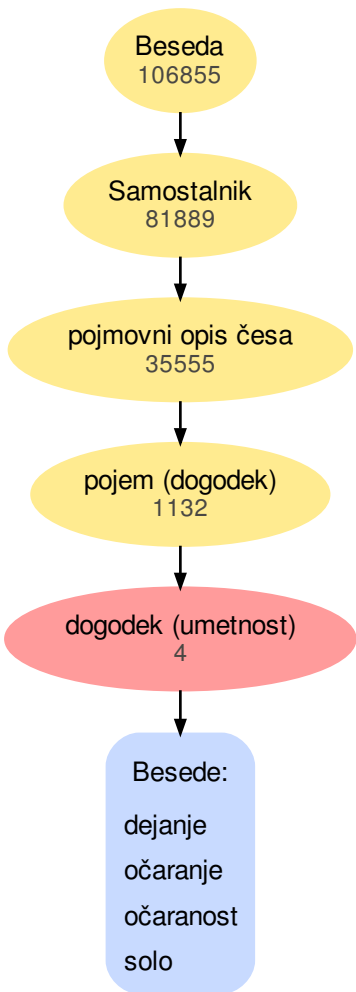 Beseda
106855
Samostalnik
81889
pojmovni opis česa
35555
pojem (dogodek)
1132
dogodek (umetnost)
4
Besede:
dejanje
očaranje
očaranost
solo